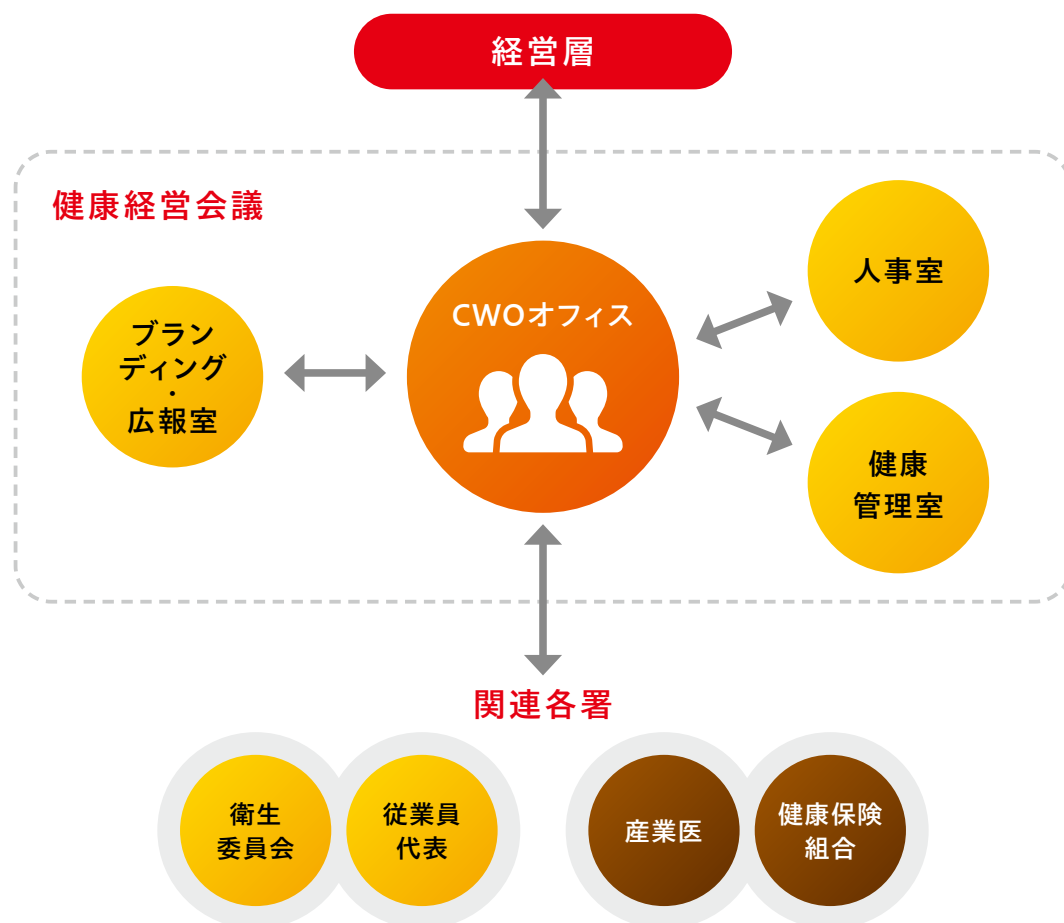 経営層
健康経営会議
人事室
CWOオフィス
ブラン
ディング
・
広報室
健康
管理室
関連各署
衛生
委員会
従業員
代表
産業医
健康保険
組合